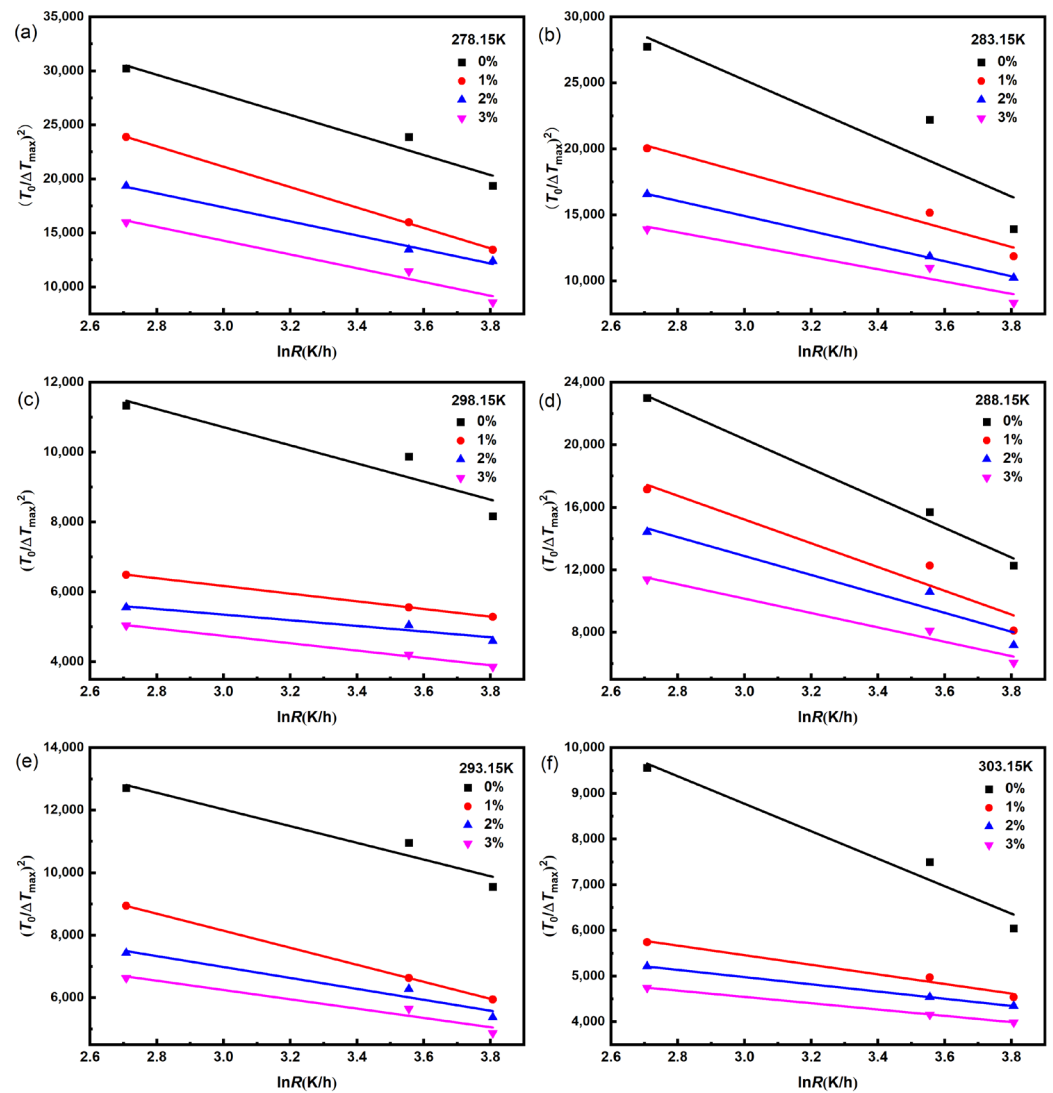 (a)
278.15K
0%
1%
2%
3%
35,000
30,000
25,000
20,000
15,000
10,000
(T0/ΔTmax)^2)
2.6 2.8 3.0 3.2 3.4 3.6 3.8
lnR(K/h)
(b)
283.15K
0%
1%
2%
3%
30,000
25,000
20,000
15,000
10,000
(T0/ΔTmax)^2)
2.6 2.8 3.0 3.2 3.4 3.6 3.8
lnR(K/h)
(c)
298.15K
0%
1%
2%
3%
12,000
10,000
8,000
6,000
4,000
(T0/ΔTmax)^2)
2.6 2.8 3.0 3.2 3.4 3.6 3.8
lnR(K/h)
(d)
288.15K
0%
1%
2%
3%
24,000
20,000
16,000
12,000
8,000
(T0/ΔTmax)^2)
2.6 2.8 3.0 3.2 3.4 3.6 3.8
lnR(K/h)
(e)
293.15K
0%
1%
2%
3%
14,000
12,000
10,000
8,000
6,000
(T0/ΔTmax)^2)
2.6 2.8 3.0 3.2 3.4 3.6 3.8
lnR(K/h)
(f)
303.15K
0%
1%
2%
3%
10,000
9,000
8,000
7,000
6,000
5,000
4,000
(T0/ΔTmax)^2)
2.6 2.8 3.0 3.2 3.4 3.6 3.8
lnR(K/h)